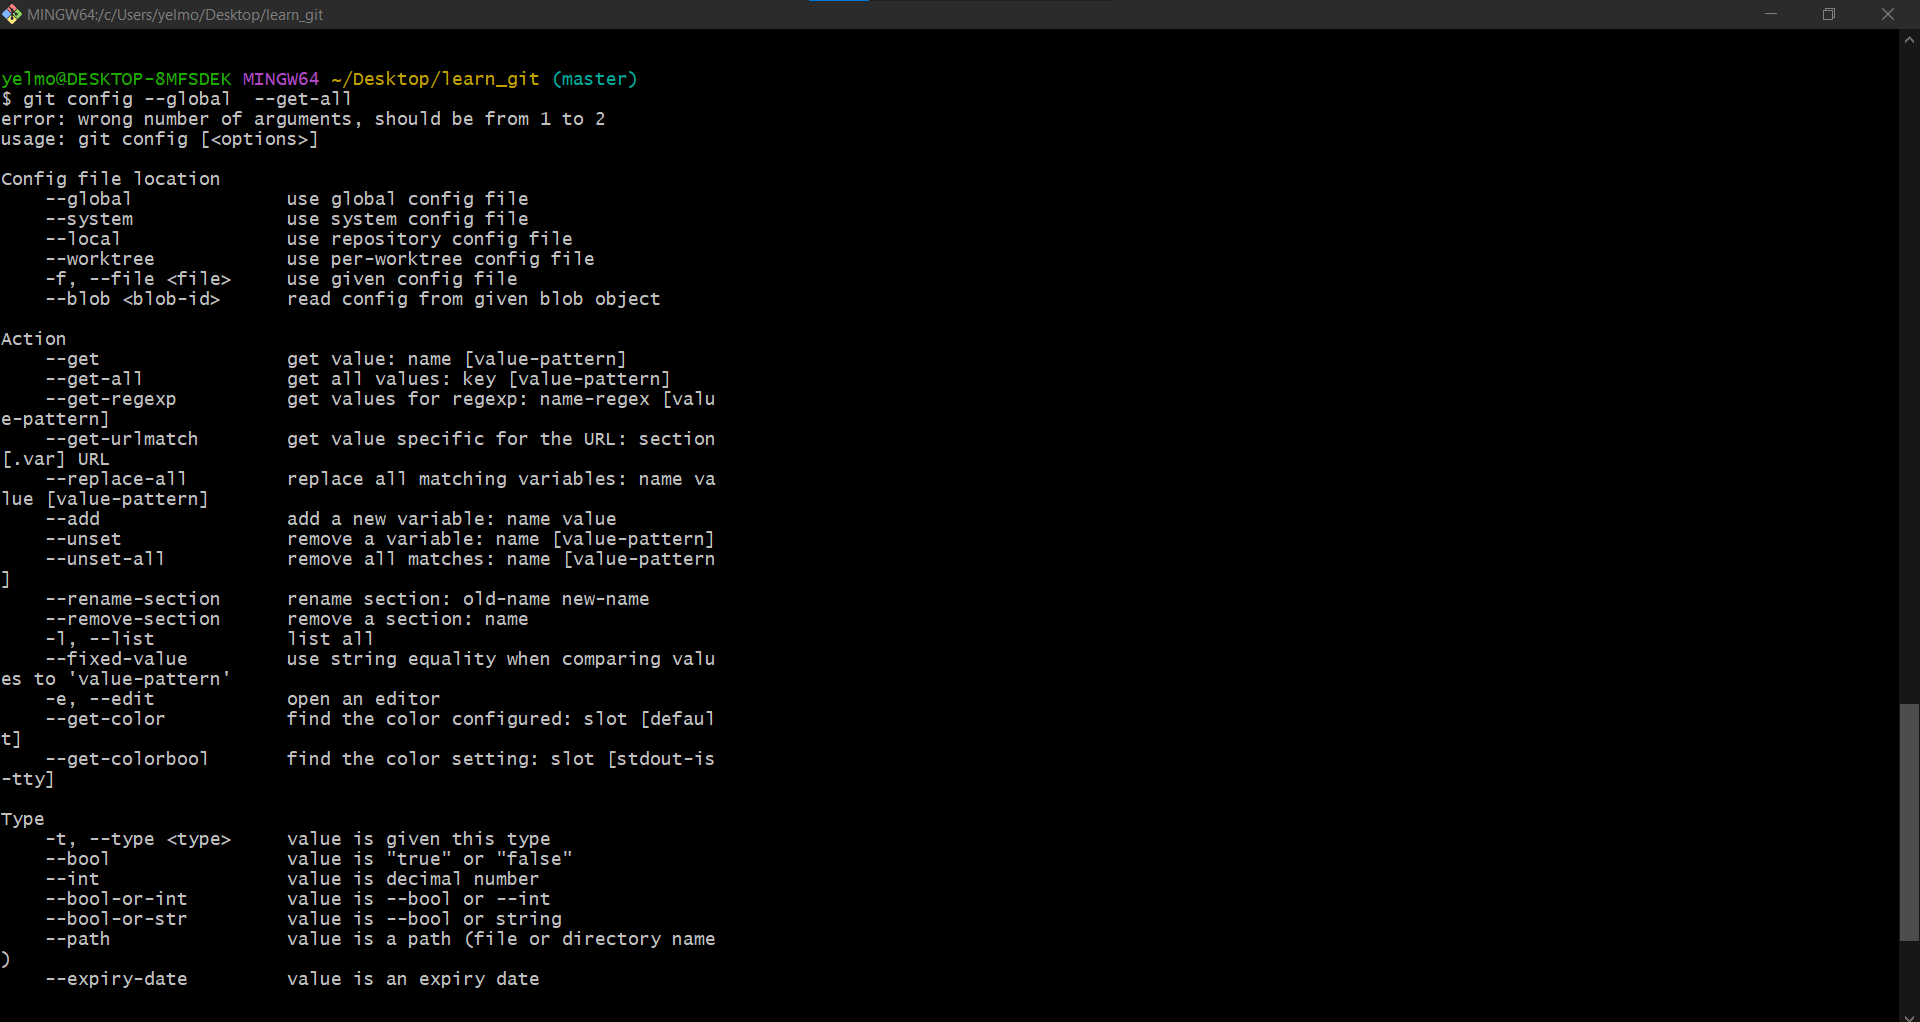 MINGW64:/c/Users/yelmo/Desktop/learn_git
yelmo@DESKTOP-8MFSDEK MINGW64 ~/Desktop/learn_git (master)
$ git config --global  --get-all
error: wrong number of arguments, should be from 1 to 2
usage: git config [<options>]

Config file location
    --global              use global config file
    --system              use system config file
    --local               use repository config file
    --worktree            use per-worktree config file
    -f, --file <file>     use given config file
    --blob <blob-id>      read config from given blob object

Action
    --get                 get value: name [value-pattern]
    --get-all             get all values: key [value-pattern]
    --get-regexp          get values for regexp: name-regex [valu
e-pattern]
    --get-urlmatch        get value specific for the URL: section
[.var] URL
    --replace-all         replace all matching variables: name va
lue [value-pattern]
    --add                 add a new variable: name value
    --unset               remove a variable: name [value-pattern]
    --unset-all           remove all matches: name [value-pattern
]
    --rename-section      rename section: old-name new-name
    --remove-section      remove a section: name
    -l, --list            list all
    --fixed-value         use string equality when comparing valu
es to 'value-pattern'
    -e, --edit            open an editor
    --get-color           find the color configured: slot [defaul
t]
    --get-colorbool       find the color setting: slot [stdout-is
-tty]

Type
    -t, --type <type>     value is given this type
    --bool                value is "true" or "false"
    --int                 value is decimal number
    --bool-or-int         value is --bool or --int
    --bool-or-str         value is --bool or string
    --path                value is a path (file or directory name
)
    --expiry-date         value is an expiry date